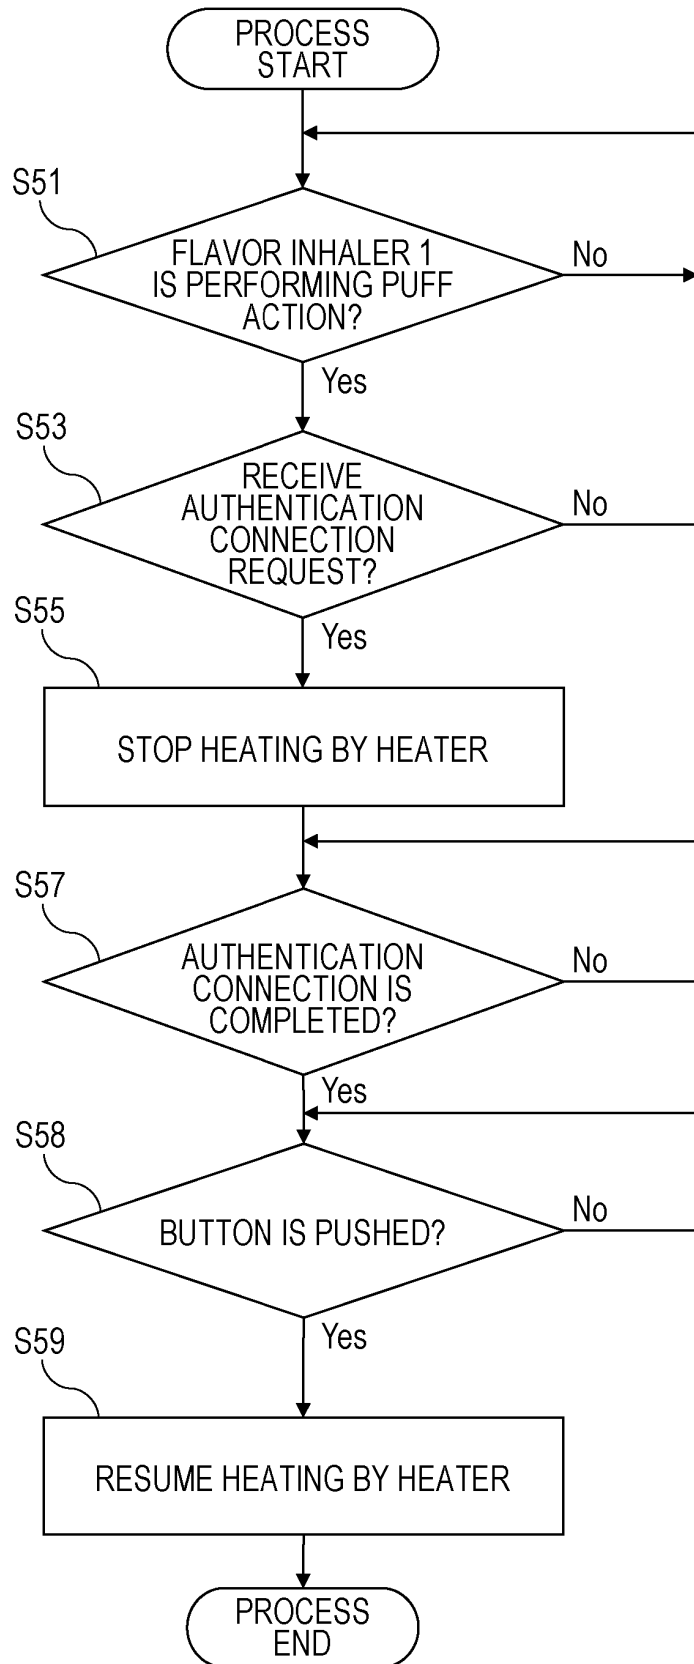 PROCESS
START
S51
FLAVOR INHALER 1
IS PERFORMING PUFF
ACTION?
No
Yes
S53
RECEIVE
AUTHENTICATION
CONNECTION
REQUEST?
No
Yes
S55
STOP HEATING BY HEATER
S57
AUTHENTICATION
CONNECTION IS
COMPLETED?
No
Yes
S58
BUTTON IS PUSHED?
No
Yes
S59
RESUME HEATING BY HEATER
PROCESS
END